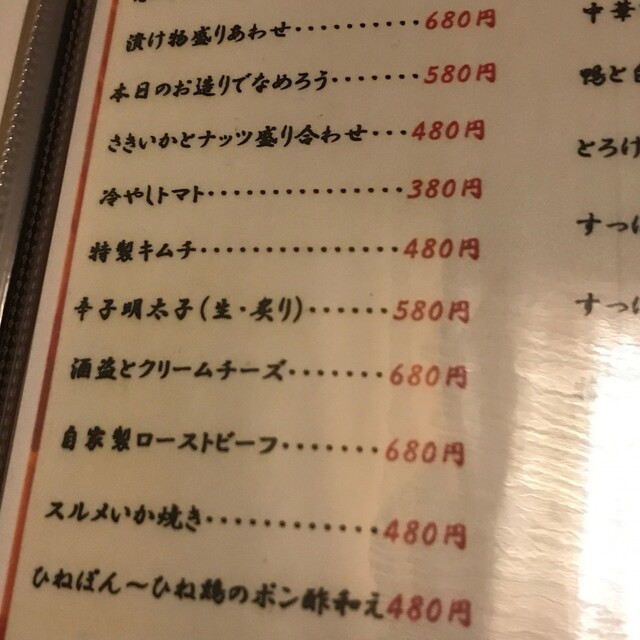 漬け物盛りあわせ・・・・・・・・・・680円
本日のお造りでなめろう・・・・・・・・580円
さきいかとナッツ盛り合わせ・・・480円
冷やしトマト・・・・・・・・・・・・・・・380円
特製キムチ・・・・・・・・・・・・・・・480円
辛子明太子(生・炙り)・・・・・・580円
酒盗とクリームチーズ・・・・・・・680円
自家製ローストビーフ・・・・・・・680円
スルメいか焼き・・・・・・・・・・・・480円
ひねぽん〜ひね鶏のポン酢和え480円
中華
鴨と
とろけ
すっ
すっ